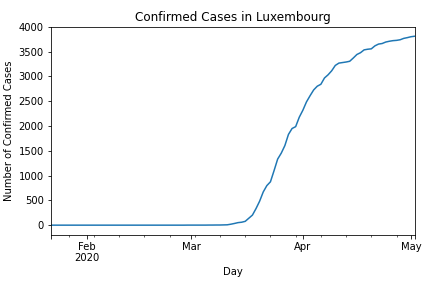 Confirmed Cases in Luxembourg
Number of Confirmed Cases
4000
3500
3000
2500
2000
1500
1000
500
0
Feb
2020
Mar
Apr
May
Day